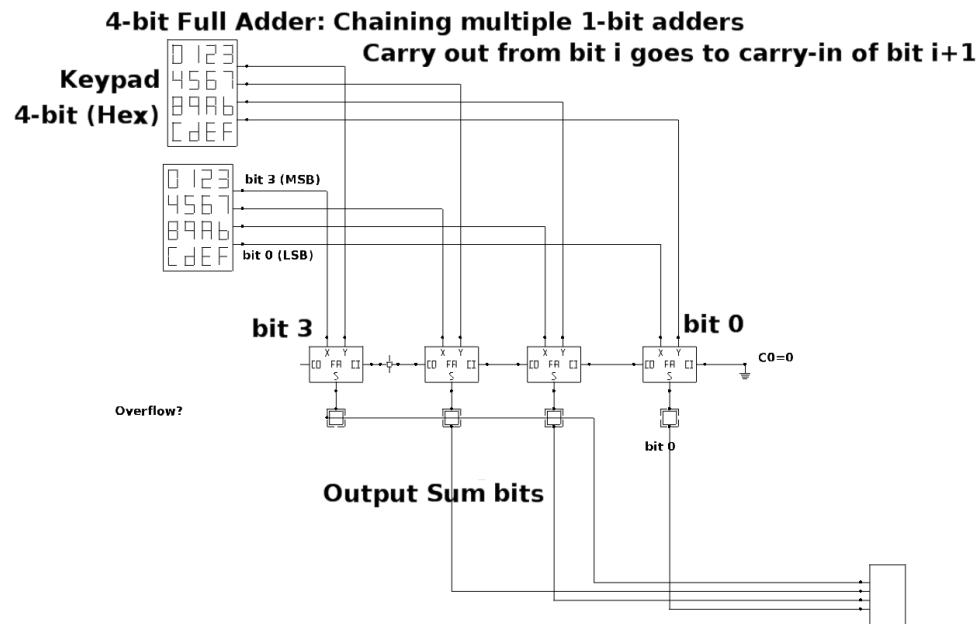 4-bit Full Adder: Chaining multiple 1-bit adders
Carry out from bit i goes to carry-in of bit i+1
Keypad
4-bit (Hex)
0 1 2 3
4 5 6 7
8 9 A b
C d E F
0 1 2 3
4 5 6 7
8 9 A b
C d E F
bit 3 (MSB)
bit 0 (LSB)
bit 3
bit 0
X Y
CO FA CI
S
X Y
CO FA CI
S
X Y
CO FA CI
S
X Y
CO FA CI
S
C0=0
Overflow?
bit 0
Output Sum bits